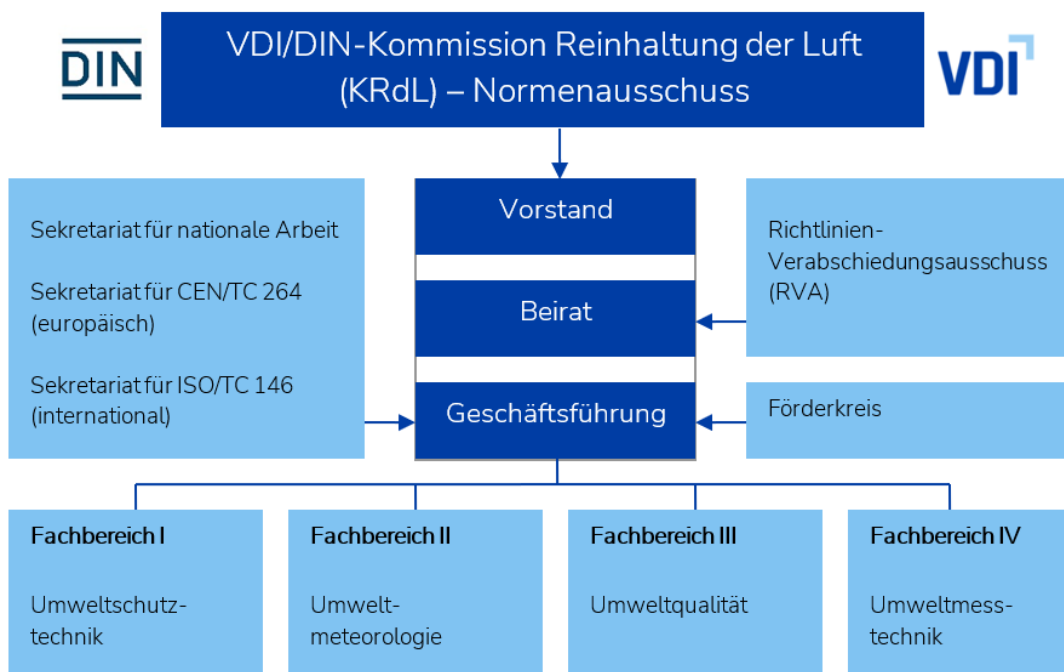 DIN
VDI/DIN-Kommission Reinhaltung der Luft
(KRdL) – Normenausschuss
VDI
Sekretariat für nationale Arbeit
Sekretariat für CEN/TC 264
(europäisch)
Sekretariat für ISO/TC 146
(international)
Vorstand
Beirat
Geschäftsführung
Richtlinien-
Verabschiedungsausschuss
(RVA)
Förderkreis
Fachbereich I
Umweltschutz-
technik
Fachbereich II
Umwelt-
meteorologie
Fachbereich III
Umweltqualität
Fachbereich IV
Umweltmess-
technik